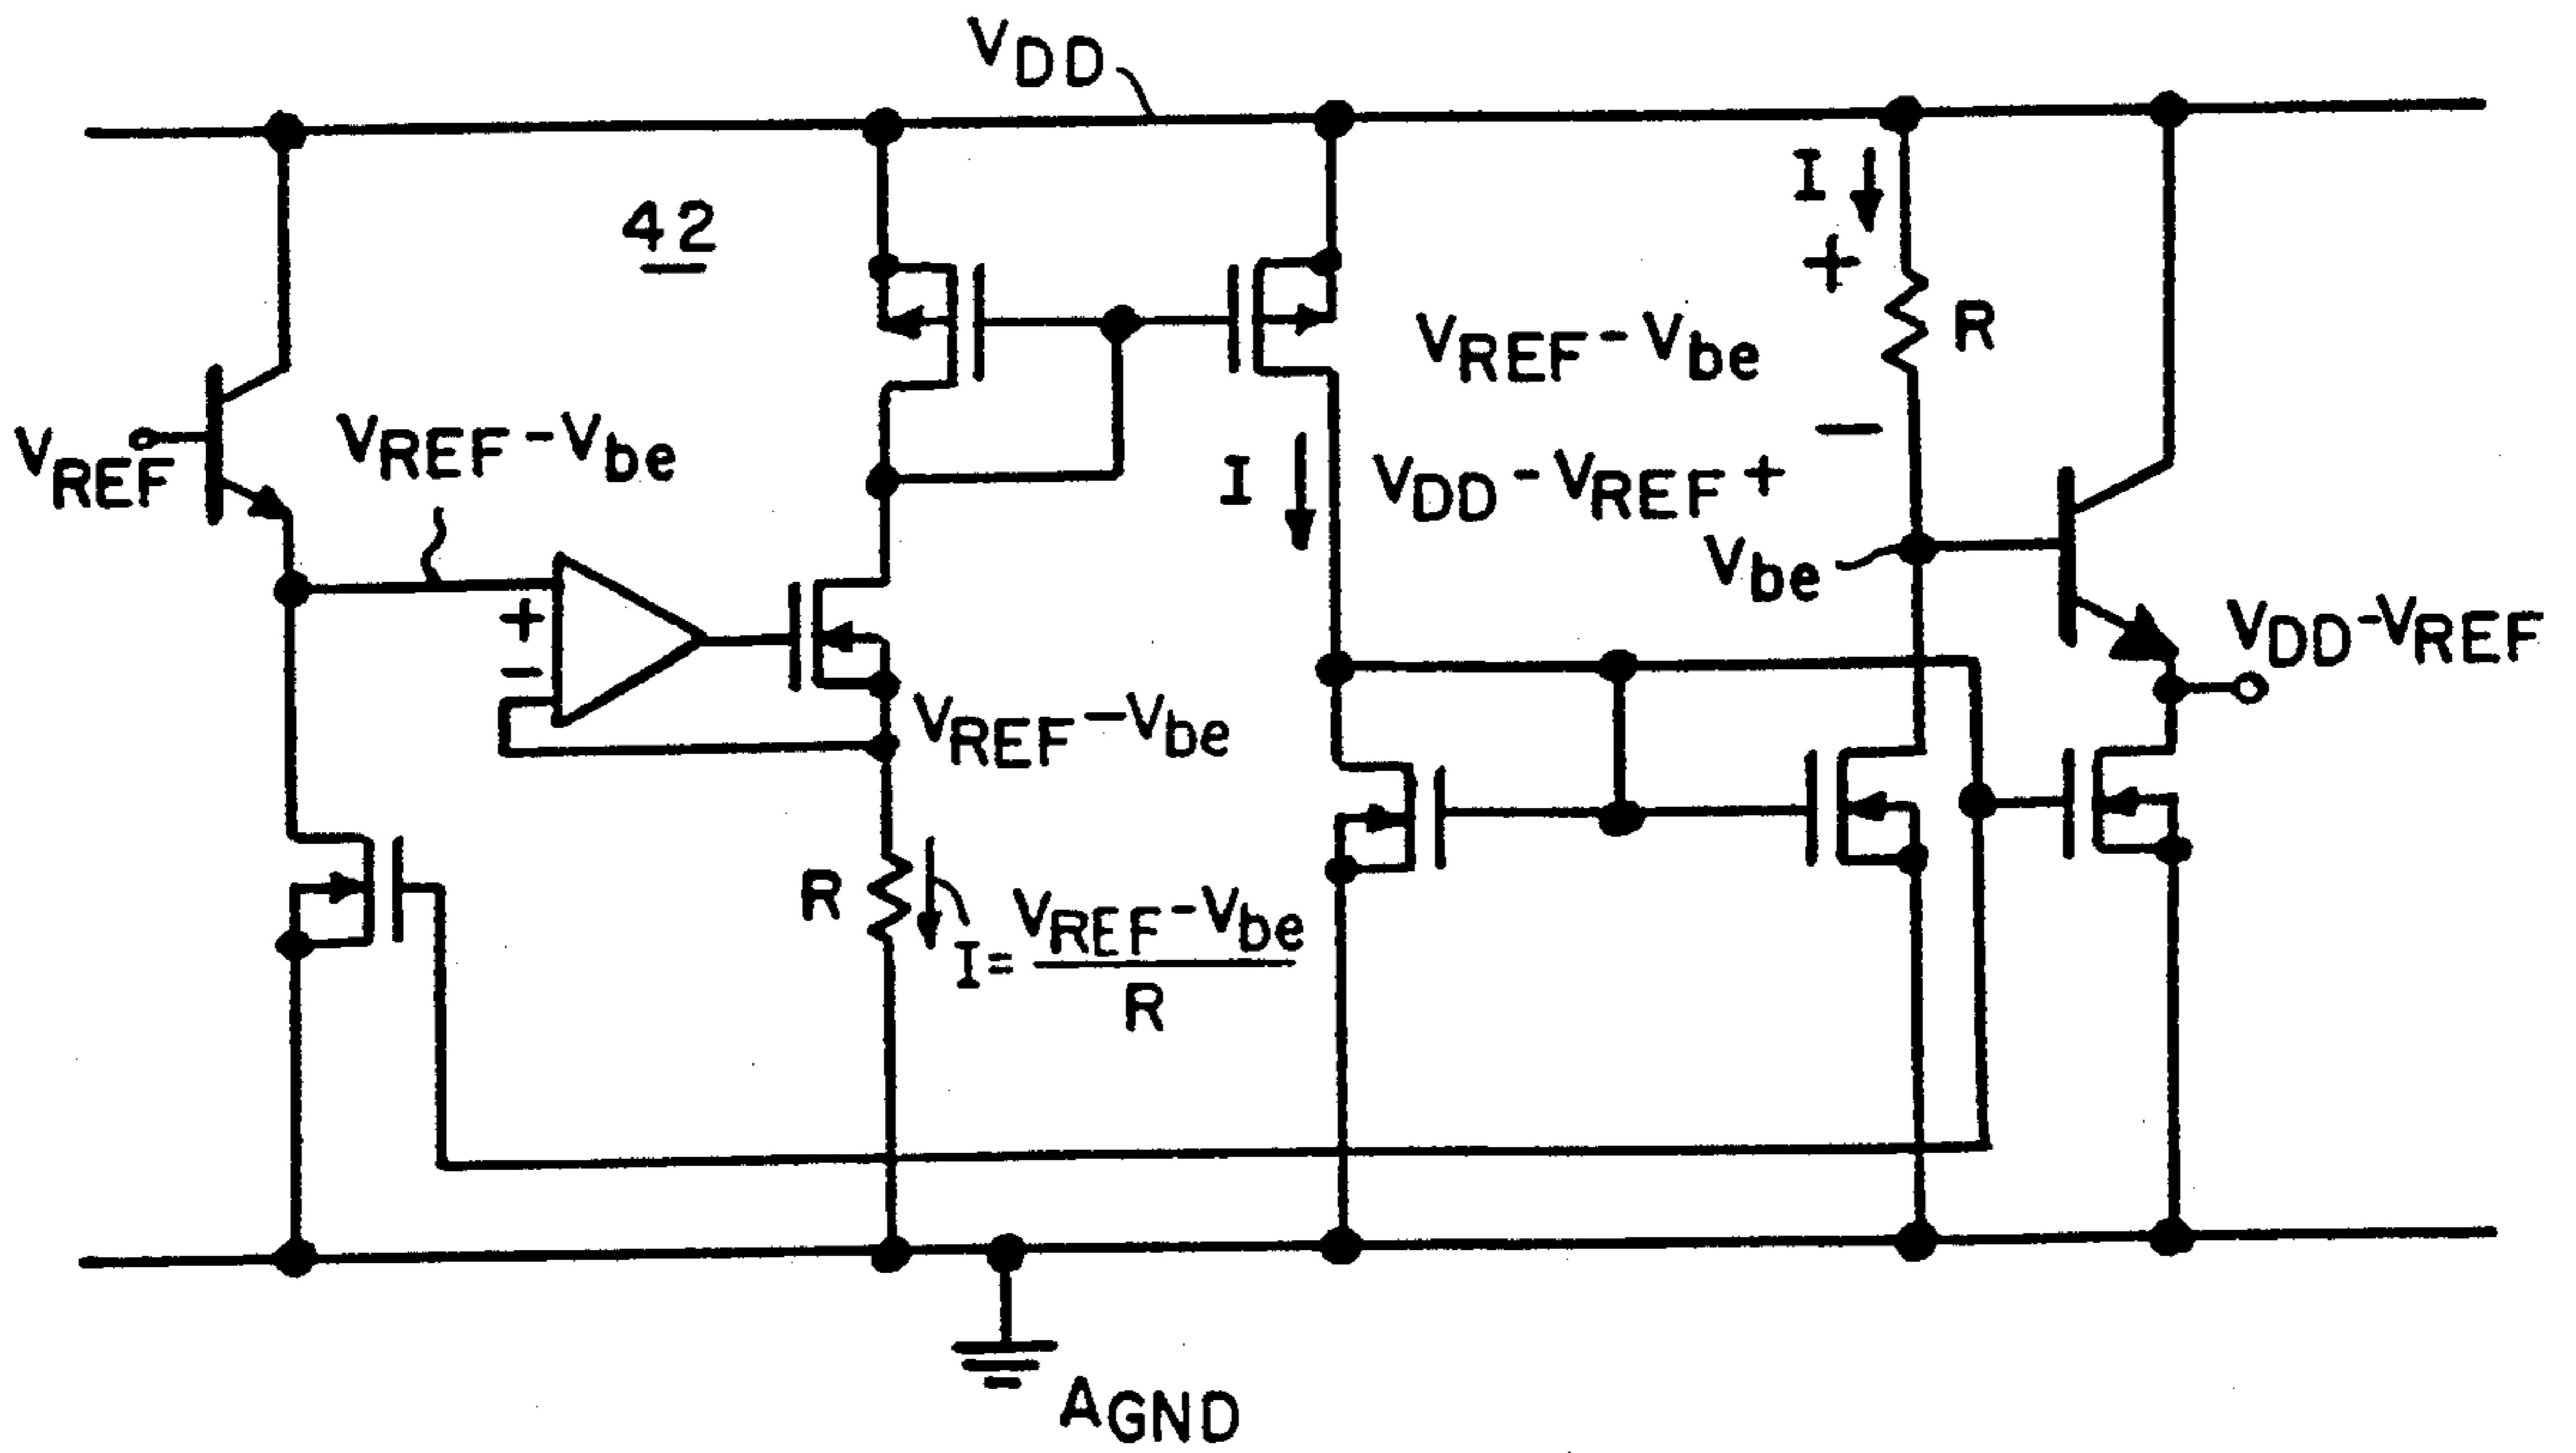 VDD
42
I
+
R
VREF-Vbe
-
VREF
VREF-Vbe
I
VDD-VREF+
Vbe
+
-
VDD-VREF
VREF-Vbe
R
I= VREF-Vbe
R
AGND